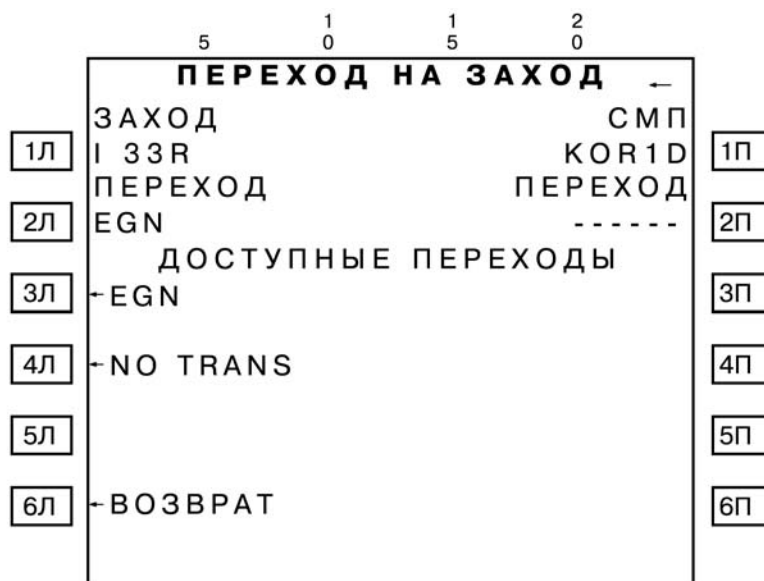 5 10 15 20
ПЕРЕХОД НА ЗАХОД ←
ЗАХОД СМП
1Л I 33R KOR1D 1П
ПЕРЕХОД ПЕРЕХОД
2Л EGN ------ 2П
ДОСТУПНЫЕ ПЕРЕХОДЫ
3Л ←EGN 3П
4Л ←NO TRANS 4П
5Л 5П
6Л ←ВОЗВРАТ 6П